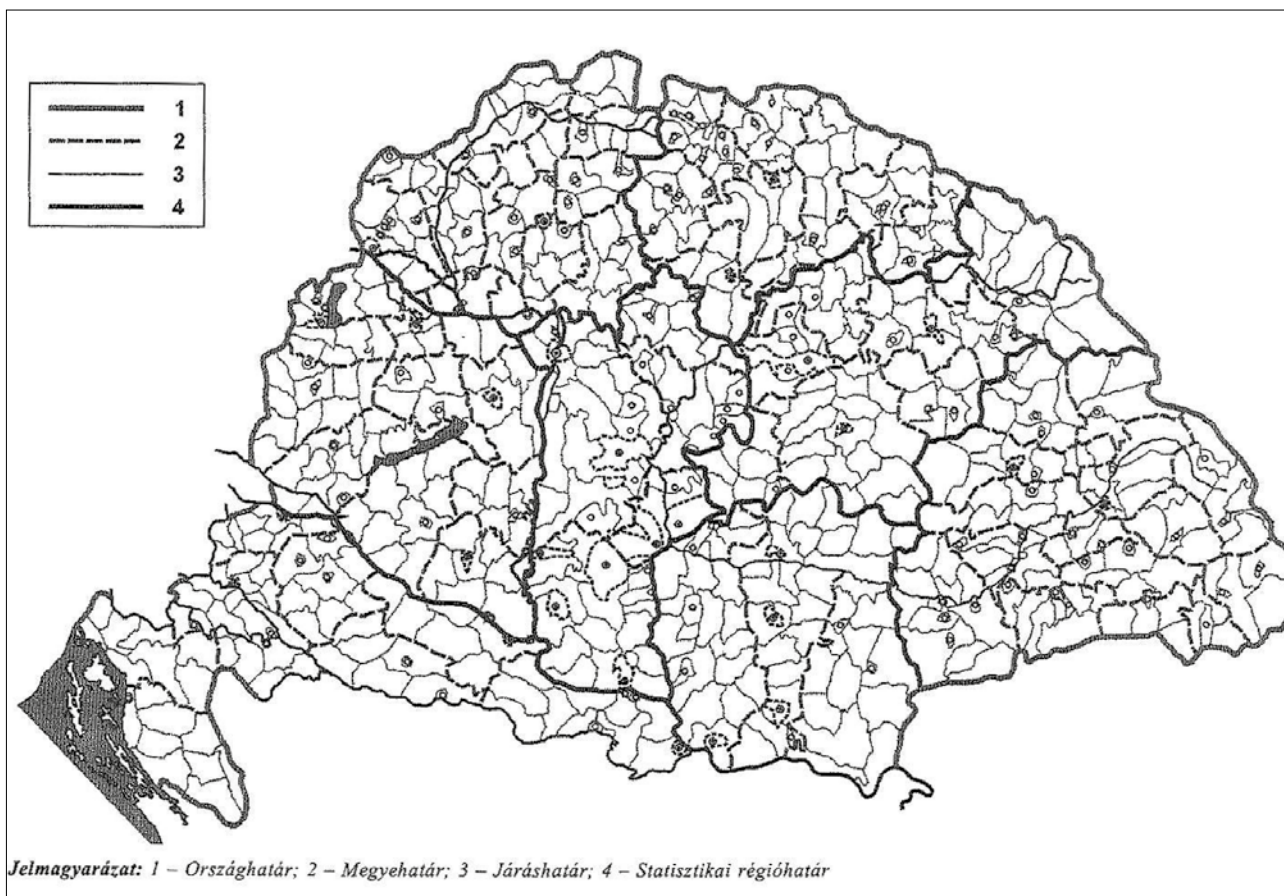 1
2
3
4
Jelmagyarázat: 1 – Országhatár; 2 – Megyehatár; 3 – Járáshatár; 4 – Statisztikai régióhatár